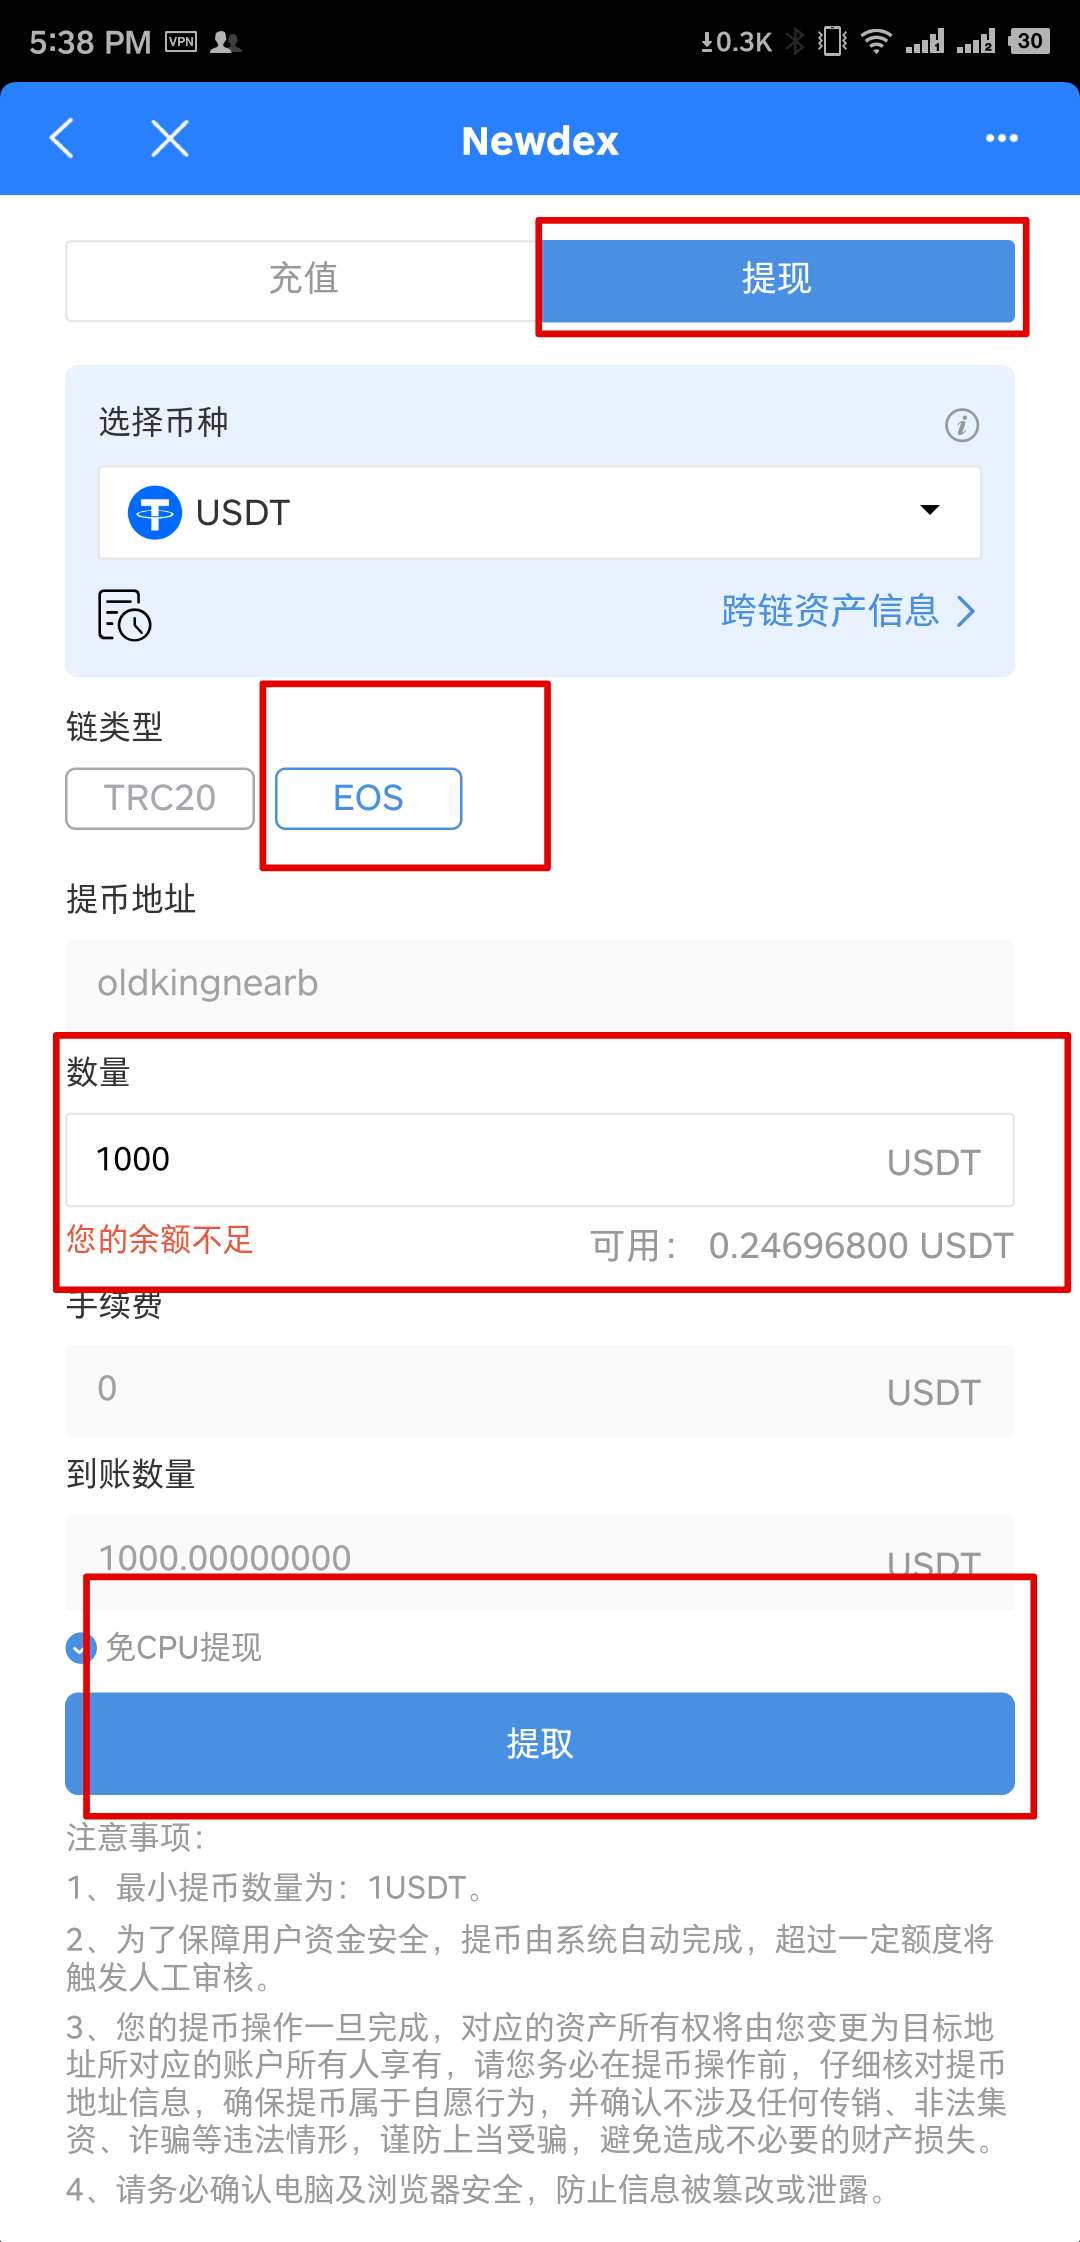 5:38 PM VPN 0.3K 1 2 30
Newdex
充值 提现
选择币种
USDT
跨链资产信息
链类型
TRC20 EOS
提币地址
oldkingnearb
数量
1000 USDT
您的余额不足 可用： 0.24696800 USDT
手续费
0 USDT
到账数量
1000.00000000 USDT
免CPU提现
提取
注意事项：
1、最小提币数量为：1USDT。
2、为了保障用户资金安全，提币由系统自动完成，超过一定额度将
触发人工审核。
3、您的提币操作一旦完成，对应的资产所有权将由您变更为目标地
址所对应的账户所有人享有，请您务必在提币操作前，仔细核对提币
地址信息，确保提币属于自愿行为，并确认不涉及任何传销、非法集
资、诈骗等违法情形，谨防上当受骗，避免造成不必要的财产损失。
4、请务必确认电脑及浏览器安全，防止信息被篡改或泄露。